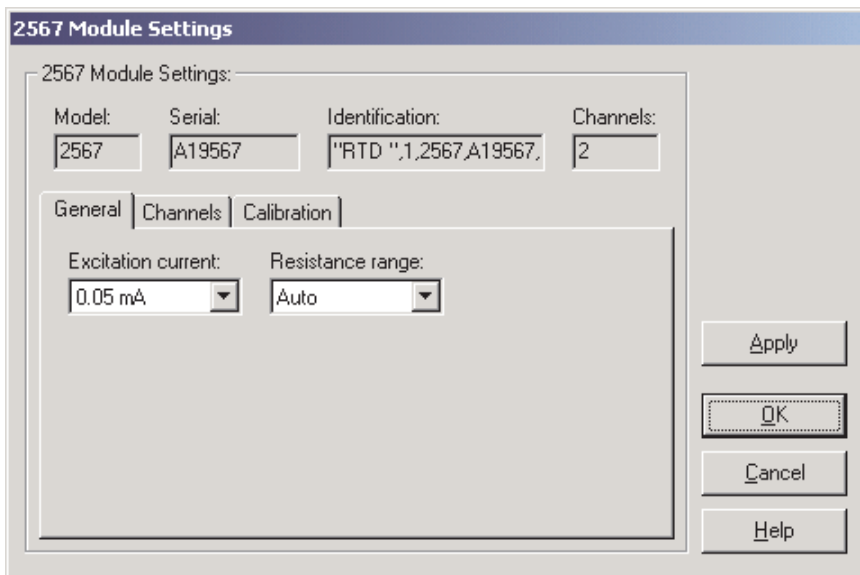 2567 Module Settings
2567 Module Settings:
Model: Serial: Identification: Channels:
2567 A19567 "RTD ",1,2567,A19567, 2
General Channels Calibration
Excitation current: Resistance range:
0.05 mA Auto
Apply
OK
Cancel
Help